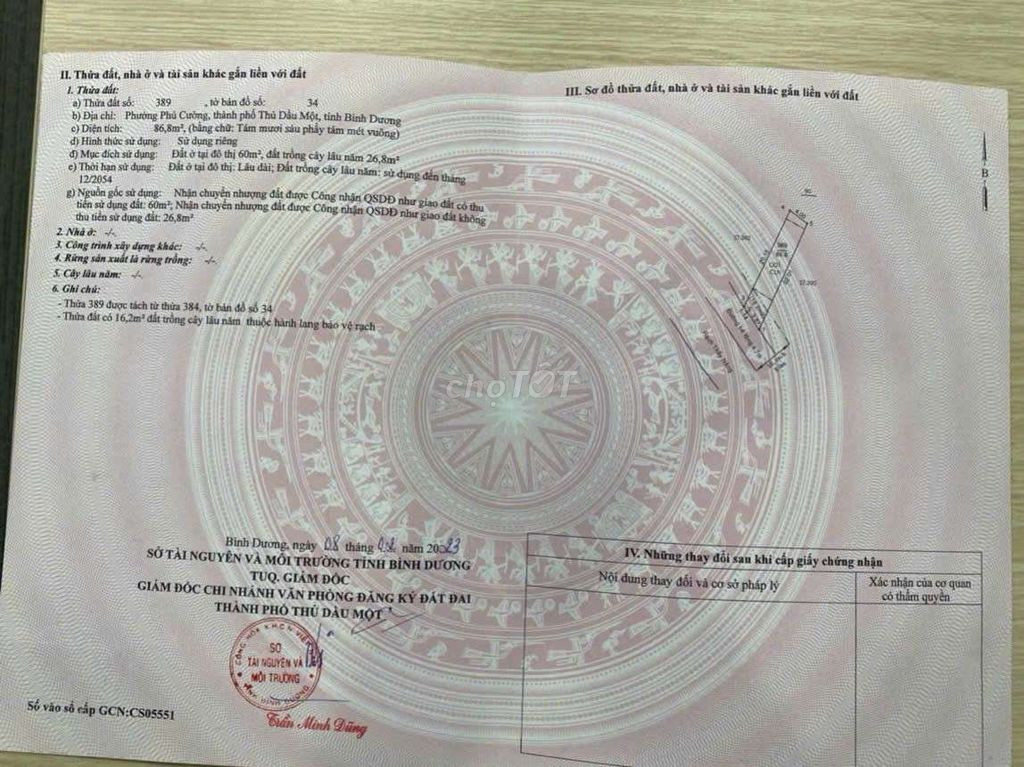 II. Thửa đất, nhà ở và tài sản khác gắn liền với đất
1. Thửa đất:
a) Thửa đất số: 389 , tờ bản đồ số: 34
b) Địa chỉ: Phường Phú Cường, thành phố Thủ Dầu Một, tỉnh Bình Dương
c) Diện tích: 86,8m², (bằng chữ: Tám mươi sáu phẩy tám mét vuông)
d) Hình thức sử dụng: Sử dụng riêng
đ) Mục đích sử dụng: Đất ở tại đô thị 60m², đất trồng cây lâu năm 26,8m²
e) Thời hạn sử dụng: Đất ở tại đô thị: Lâu dài; Đất trồng cây lâu năm: sử dụng đến tháng
12/2054
g) Nguồn gốc sử dụng: Nhận chuyển nhượng đất được Công nhận QSDĐ như giao đất có thu
tiền sử dụng đất: 60m²; Nhận chuyển nhượng đất được Công nhận QSDĐ như giao đất không
thu tiền sử dụng đất: 26,8m²
2. Nhà ở: -/-
3. Công trình xây dựng khác: -/-
4. Rừng sản xuất là rừng trồng: -/-
5. Cây lâu năm: -/-
6. Ghi chú:
- Thửa 389 được tách từ thửa 384, tờ bản đồ số 34
- Thửa đất có 16,2m² đất trồng cây lâu năm thuộc hành lang bảo vệ rạch
Bình Dương, ngày 08 tháng 02 năm 2023
SỞ TÀI NGUYÊN VÀ MÔI TRƯỜNG TỈNH BÌNH DƯƠNG
TUQ. GIÁM ĐỐC
GIÁM ĐỐC CHI NHÁNH VĂN PHÒNG ĐĂNG KÝ ĐẤT ĐAI
THÀNH PHỐ THỦ DẦU MỘT
SỞ
TÀI NGUYÊN VÀ
MÔI TRƯỜNG
TỈNH BÌNH DƯƠNG
Trần Minh Dũng
Số vào sổ cấp GCN:CS05551
chợTỐT
III. Sơ đồ thửa đất, nhà ở và tài sản khác gắn liền với đất
B
4.00
389
86.8
IV. Những thay đổi sau khi cấp giấy chứng nhận
Nội dung thay đổi và cơ sở pháp lý
Xác nhận của cơ quan
có thẩm quyền